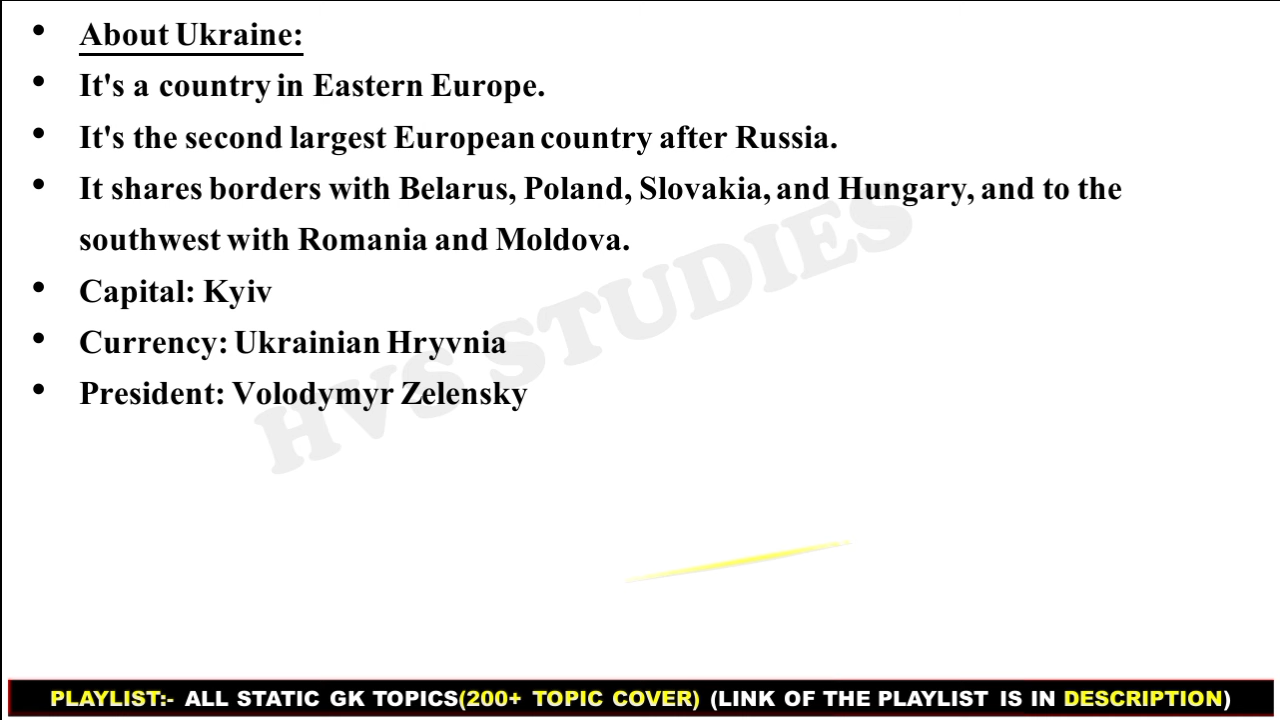 About Ukraine:
It's a country in Eastern Europe.
It's the second largest European country after Russia.
It shares borders with Belarus, Poland, Slovakia, and Hungary, and to the
southwest with Romania and Moldova.
Capital: Kyiv
Currency: Ukrainian Hryvnia
President: Volodymyr Zelensky
HVS STUDIES
PLAYLIST:- ALL STATIC GK TOPICS(200+ TOPIC COVER) (LINK OF THE PLAYLIST IS IN DESCRIPTION)